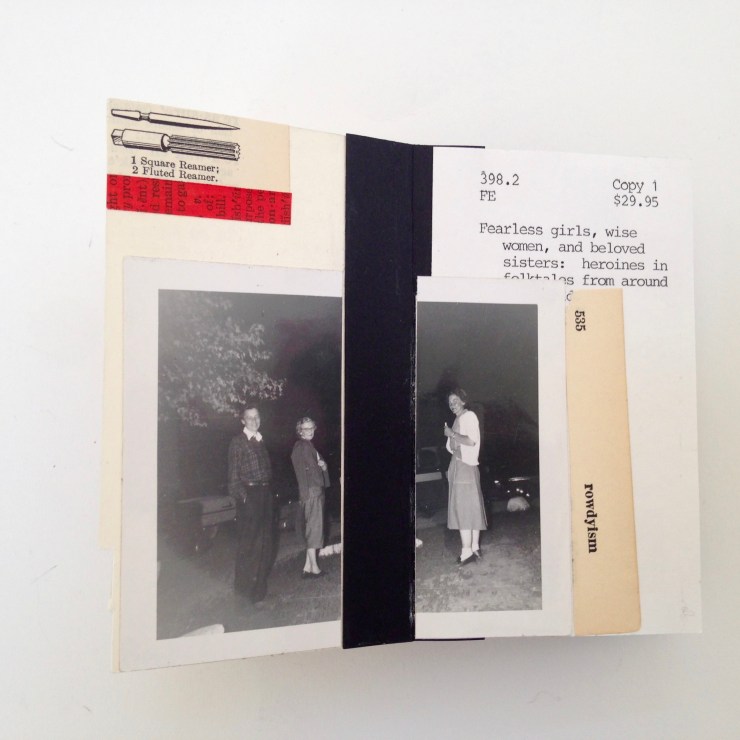 1 Square Reamer;
2 Fluted Reamer.
398.2 Copy 1
FE $29.95
Fearless girls, wise
women, and beloved
sisters: heroines in
folktales from around
535
rowdyism